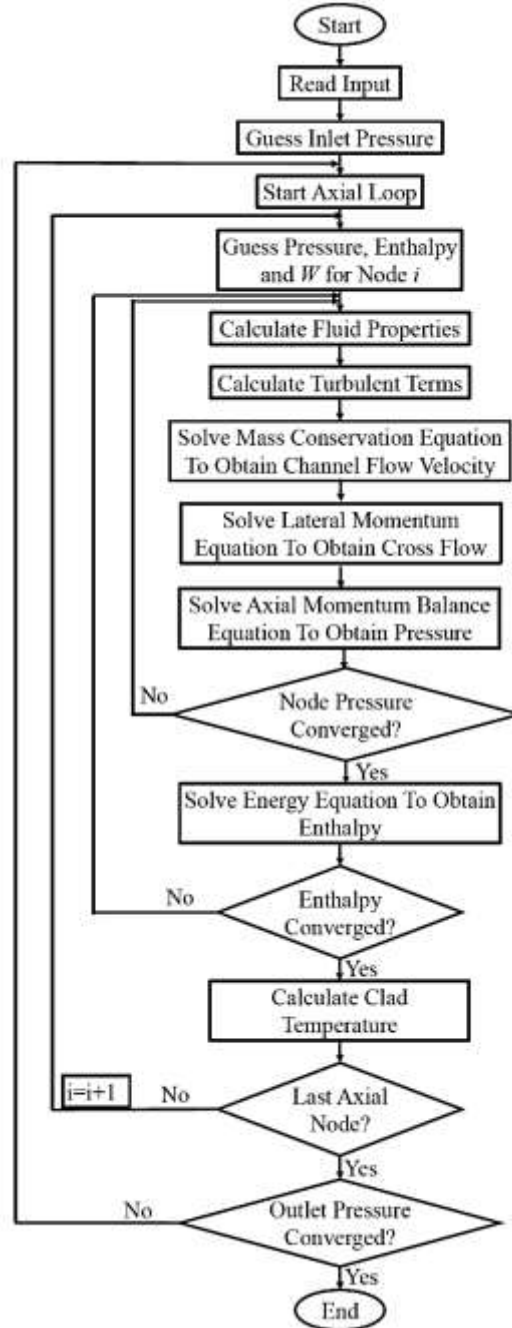 Start
Read Input
Guess Inlet Pressure
Start Axial Loop
Guess Pressure, Enthalpy
and W for Node i
Calculate Fluid Properties
Calculate Turbulent Terms
Solve Mass Conservation Equation
To Obtain Channel Flow Velocity
Solve Lateral Momentum
Equation To Obtain Cross Flow
Solve Axial Momentum Balance
Equation To Obtain Pressure
No
Node Pressure
Converged?
Yes
Solve Energy Equation To Obtain
Enthalpy
No
Enthalpy
Converged?
Yes
Calculate Clad
Temperature
i=i+1
No
Last Axial
Node?
Yes
No
Outlet Pressure
Converged?
Yes
End